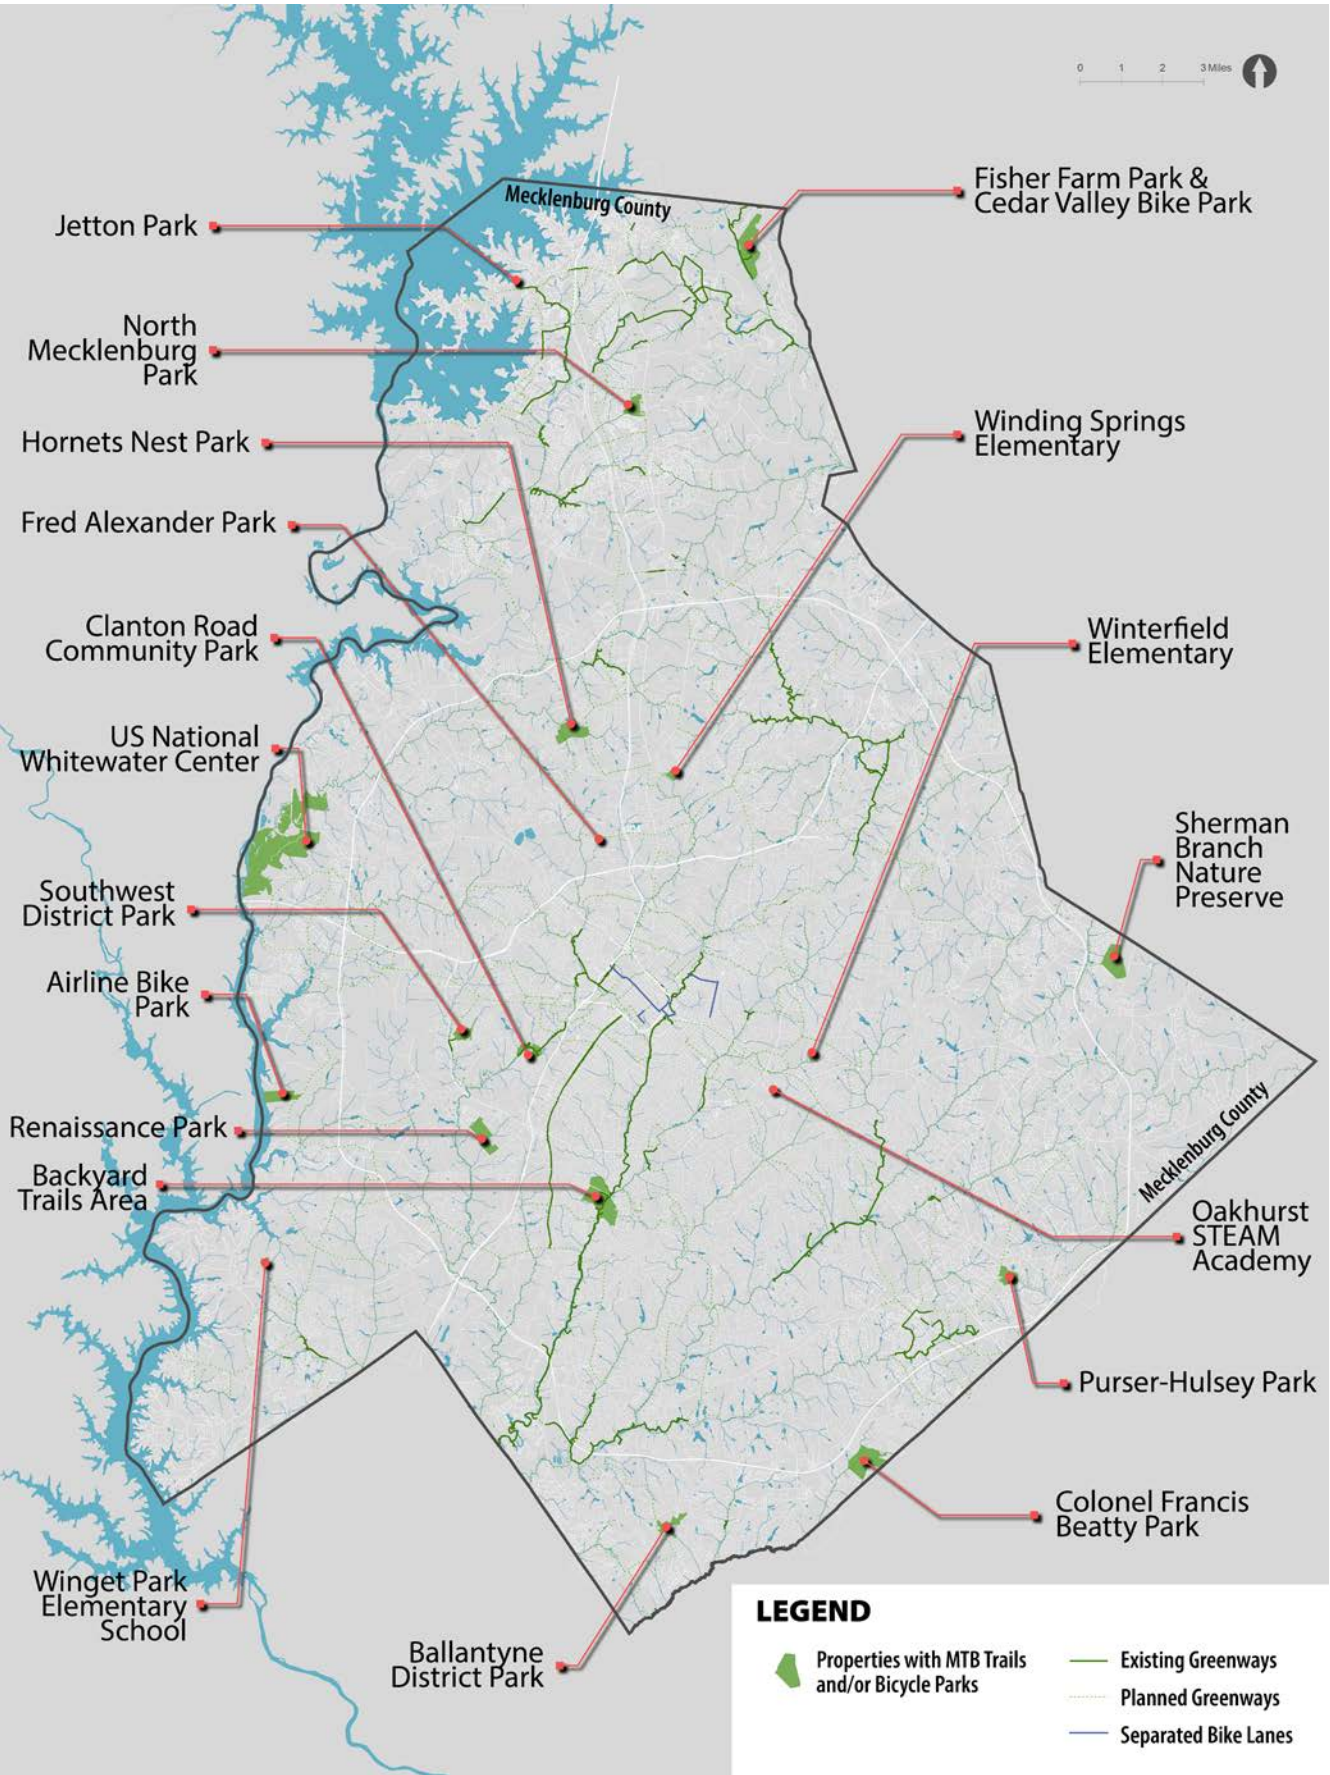 0 1 2 3 Miles
Fisher Farm Park &
Cedar Valley Bike Park
Mecklenburg County
Jetton Park
North
Mecklenburg
Park
Hornets Nest Park
Winding Springs
Elementary
Fred Alexander Park
Clanton Road
Community Park
Winterfield
Elementary
US National
Whitewater Center
Sherman
Branch
Nature
Preserve
Southwest
District Park
Airline Bike
Park
Renaissance Park
Backyard
Trails Area
Mecklenburg County
Oakhurst
STEAM
Academy
Purser-Hulsey Park
Colonel Francis
Beatty Park
Winget Park
Elementary
School
Ballantyne
District Park
LEGEND
Properties with MTB Trails
and/or Bicycle Parks
Existing Greenways
Planned Greenways
Separated Bike Lanes